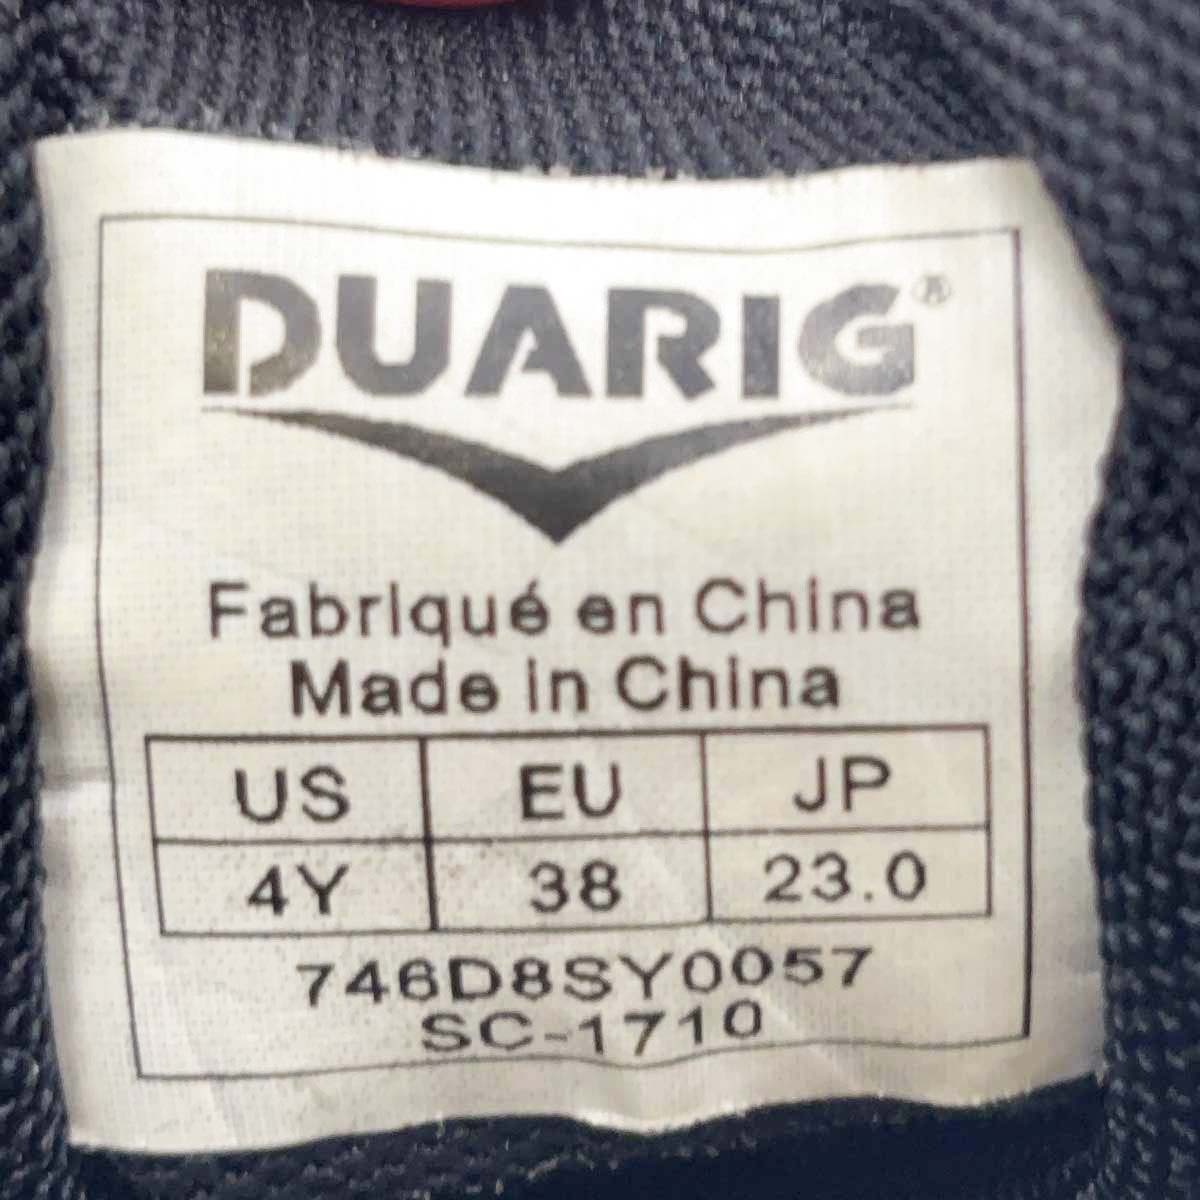 DUARIG®
Fabriqué en China
Made in China
US EU JP
4Y 38 23.0
746D8SY0057
SC-1710